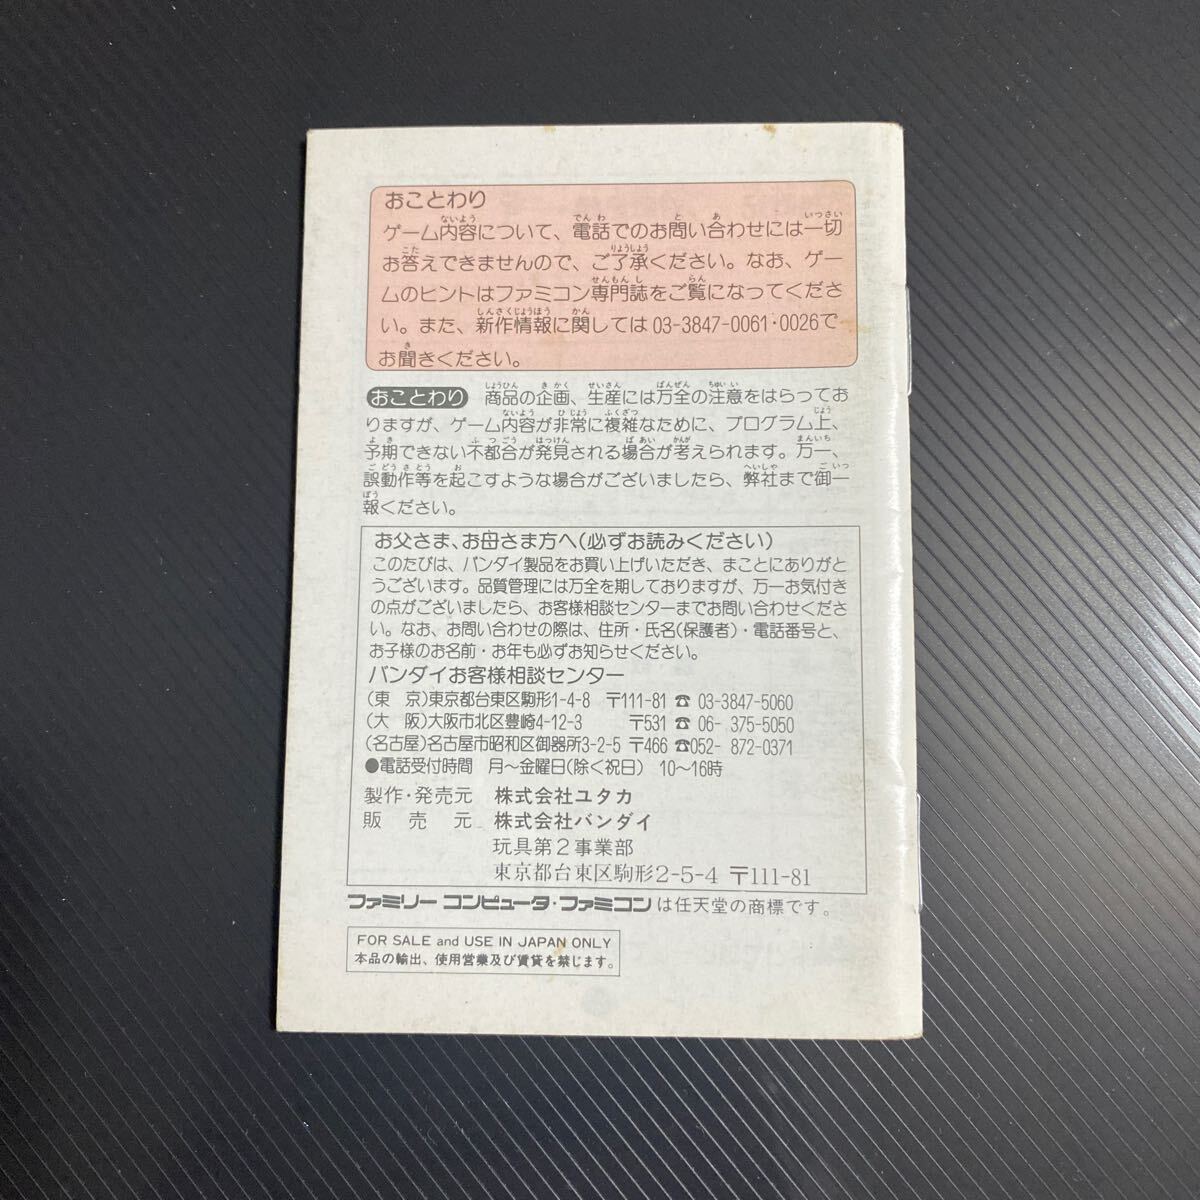 おことわり
ゲーム内容について、電話でのお問い合わせには一切
お答えできませんので、ご了承ください。なお、ゲー
ムのヒントはファミコン専門誌をご覧になってくださ
い。また、新作情報に関しては03-3847-0061・0026で
お聞きください。
おことわり 商品の企画、生産には万全の注意をはらってお
りますが、ゲーム内容が非常に複雑なために、プログラム上、
予期できない不都合が発見される場合が考えられます。万一、
誤動作等を起こすような場合がございましたら、弊社まで御一
報ください。
お父さま、お母さま方へ(必ずお読みください)
このたびは、バンダイ製品をお買い上げいただき、まことにありがと
うございます。品質管理には万全を期しておりますが、万一お気付き
の点がございましたら、お客様相談センターまでお問い合わせくださ
い。なお、お問い合わせの際は、住所・氏名(保護者)・電話番号と、
お子様のお名前・お年も必ずお知らせください。
バンダイお客様相談センター
(東 京)東京都台東区駒形1-4-8 〒111-81 ☎ 03-3847-5060
(大 阪)大阪市北区豊崎4-12-3 〒531 ☎ 06- 375-5050
(名古屋)名古屋市昭和区御器所3-2-5 〒466 ☎052- 872-0371
●電話受付時間 月〜金曜日(除く祝日) 10〜16時
製作・発売元 株式会社ユタカ
販 売 元 株式会社バンダイ
玩具第2事業部
東京都台東区駒形2-5-4 〒111-81
ファミリーコンピュータ・ファミコンは任天堂の商標です。
FOR SALE and USE IN JAPAN ONLY
本品の輸出、使用営業及び賃貸を禁じます。